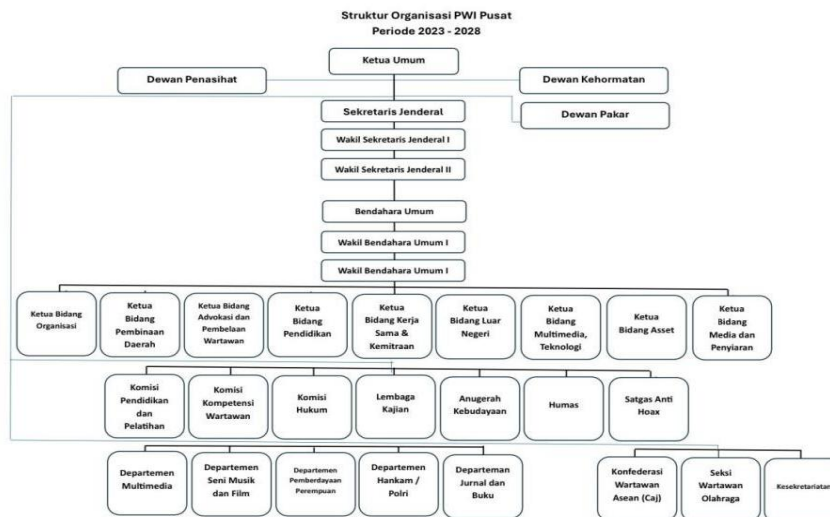 Struktur Organisasi PWI Pusat
Periode 2023 - 2028
Ketua Umum
Dewan Penasihat
Dewan Kehormatan
Sekretaris Jenderal
Dewan Pakar
Wakil Sekretaris Jenderal I
Wakil Sekretaris Jenderal II
Bendahara Umum
Wakil Bendahara Umum I
Wakil Bendahara Umum I
Ketua Bidang
Organisasi
Ketua
Bidang
Pembinaan
Daerah
Ketua Bidang
Advokasi dan
Pembelaan
Wartawan
Ketua
Bidang
Pendidikan
Ketua
Bidang Kerja
Sama &
Kemitraan
Ketua
Bidang Luar
Negeri
Ketua
Bidang
Multimedia,
Teknologi
Ketua
Bidang Asset
Ketua
Bidang
Media dan
Penyiaran
Komisi
Pendidikan
dan
Pelatihan
Komisi
Kompetensi
Wartawan
Komisi
Hukum
Lembaga
Kajian
Anugerah
Kebudayaan
Humas
Satgas Anti
Hoax
Departemen
Multimedia
Departemen
Seni Musik
dan Film
Departemen
Pemberdayaan
Perempuan
Departemen
Hankam /
Polri
Departeman
Jurnal dan
Buku
Konfederasi
Wartawan
Asean (Caj)
Seksi
Wartawan
Olahraga
Kesekretariatan